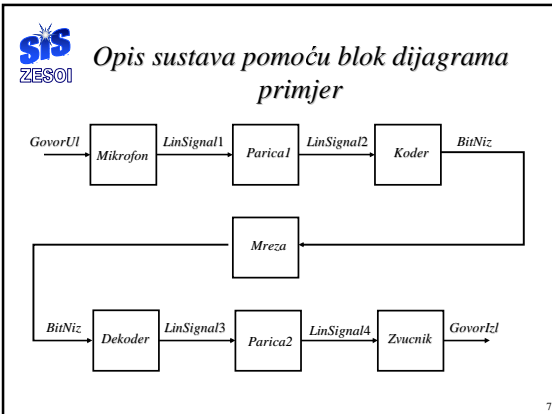 SIS
ZESOI
Opis sustava pomoću blok dijagrama
primjer
GovorUl
Mikrofon
LinSignal1
Parica1
LinSignal2
Koder
BitNiz
Mreza
BitNiz
Dekoder
LinSignal3
Parica2
LinSignal4
Zvucnik
GovorIzl
7